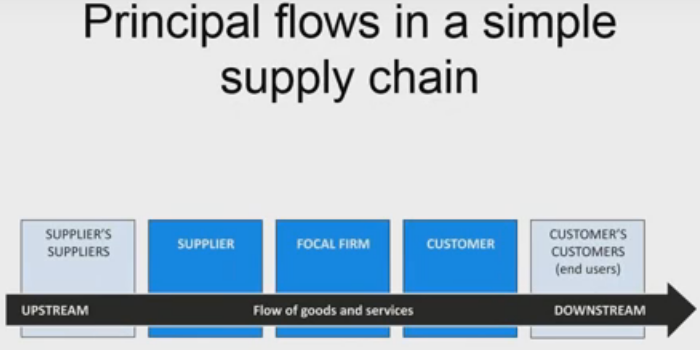 Principal flows in a simple
supply chain
SUPPLIER'S
SUPPLIERS
SUPPLIER
FOCAL FIRM
CUSTOMER
CUSTOMER'S
CUSTOMERS
(end users)
UPSTREAM
Flow of goods and services
DOWNSTREAM